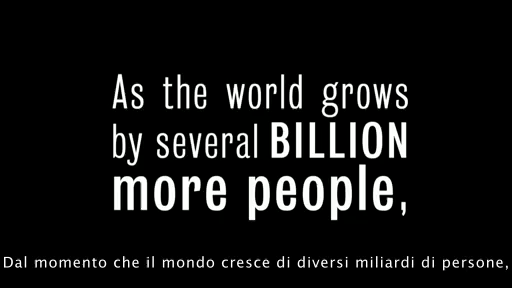 As the world grows
by several BILLION
more people,
Dal momento che il mondo cresce di diversi miliardi di persone,